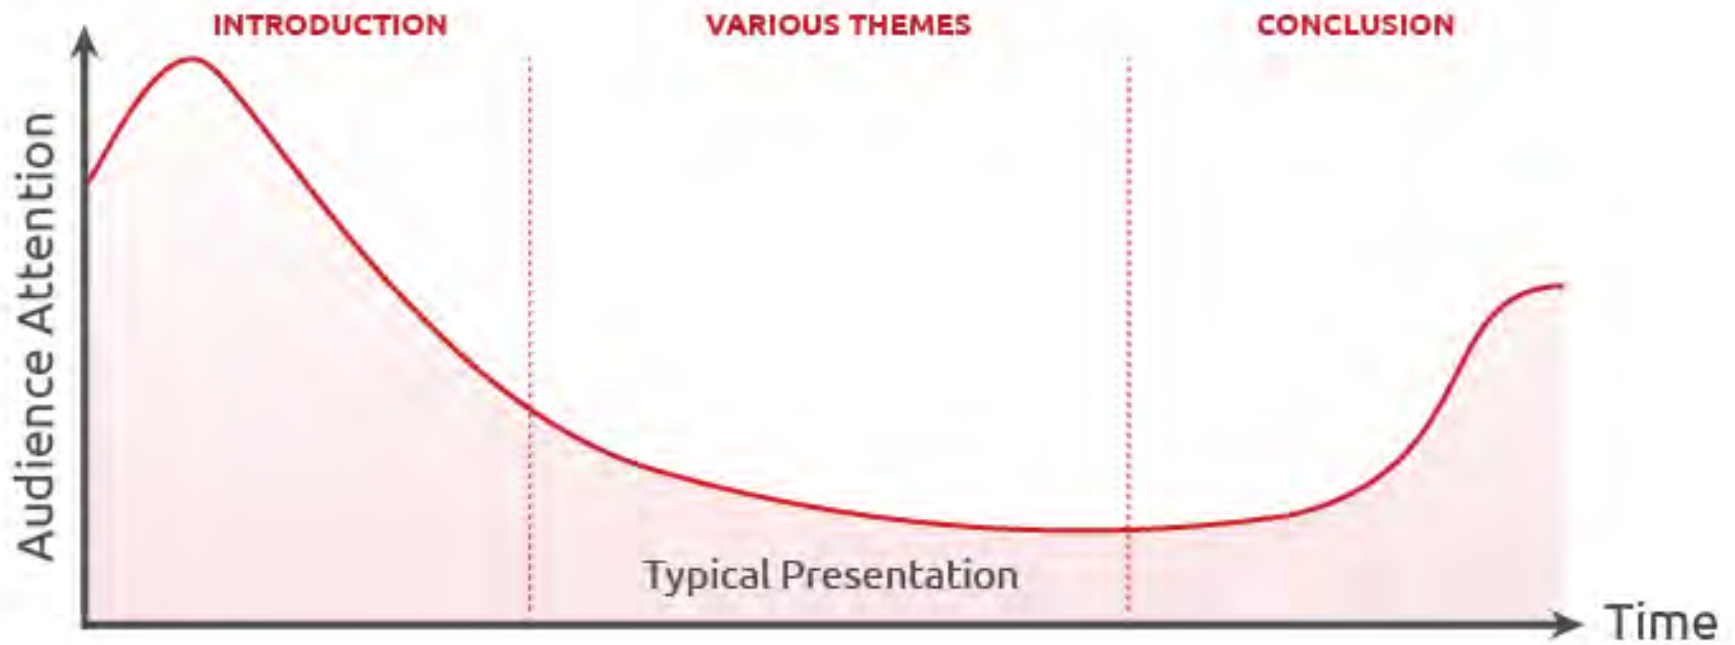 INTRODUCTION
VARIOUS THEMES
CONCLUSION
Audience Attention
Typical Presentation
Time